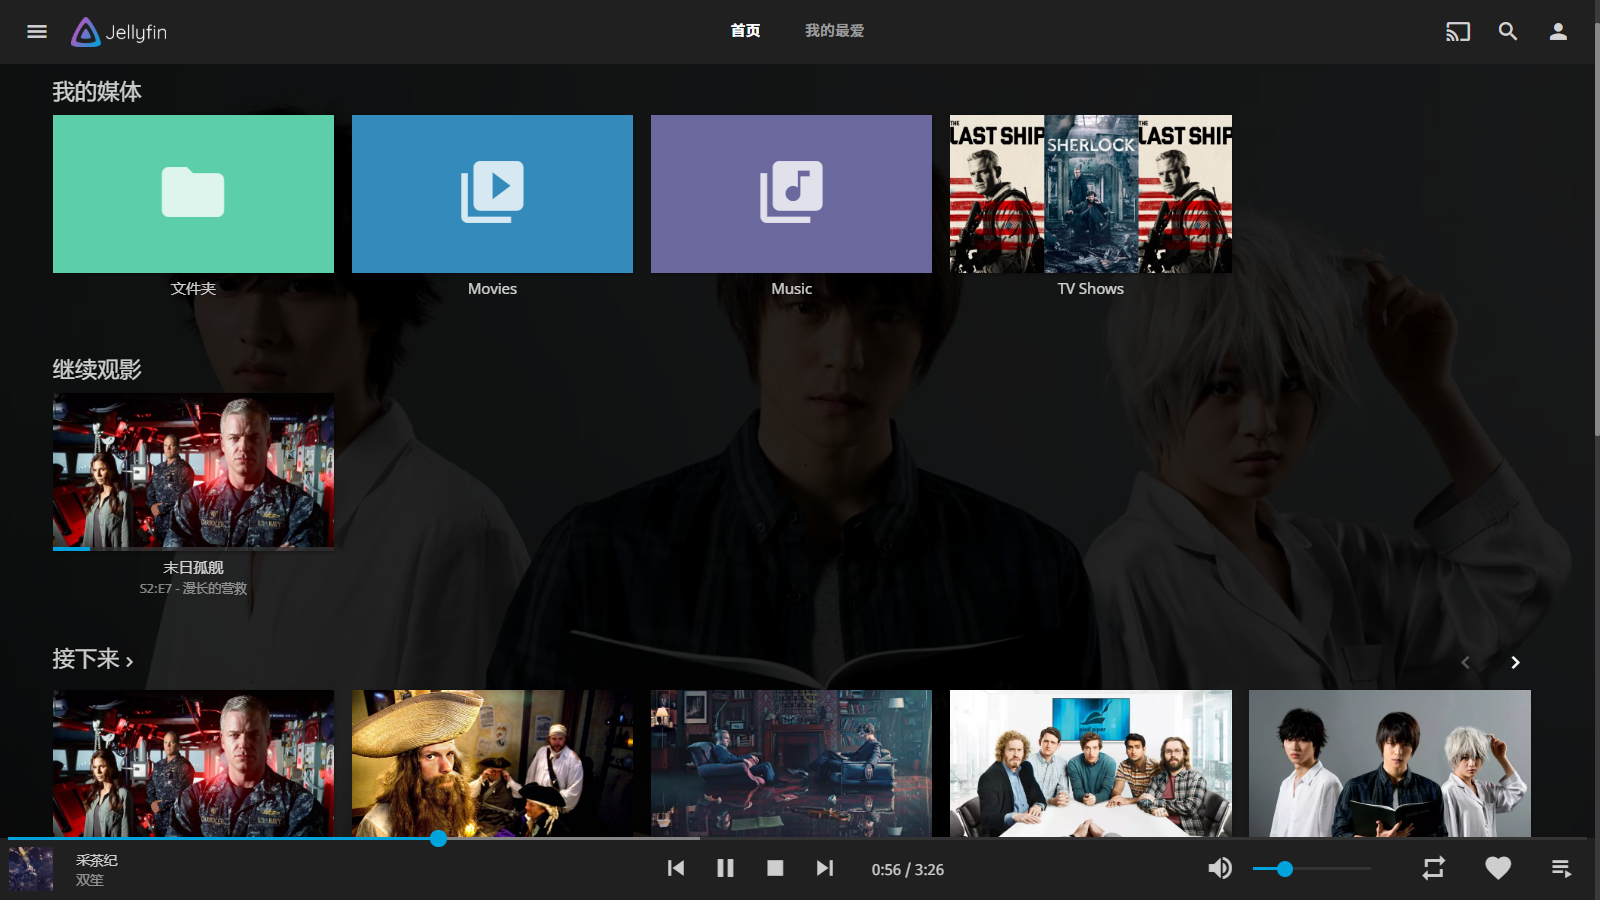 Jellyfin
首页
我的最爱
我的媒体
THE
LAST SHIP
SHERLOCK
THE
LAST SHIP
文件夹
Movies
Music
TV Shows
继续观影
末日孤舰
S2:E7 - 漫长的营救
接下来
pied piper
采茶纪
双笙
0:56 / 3:26